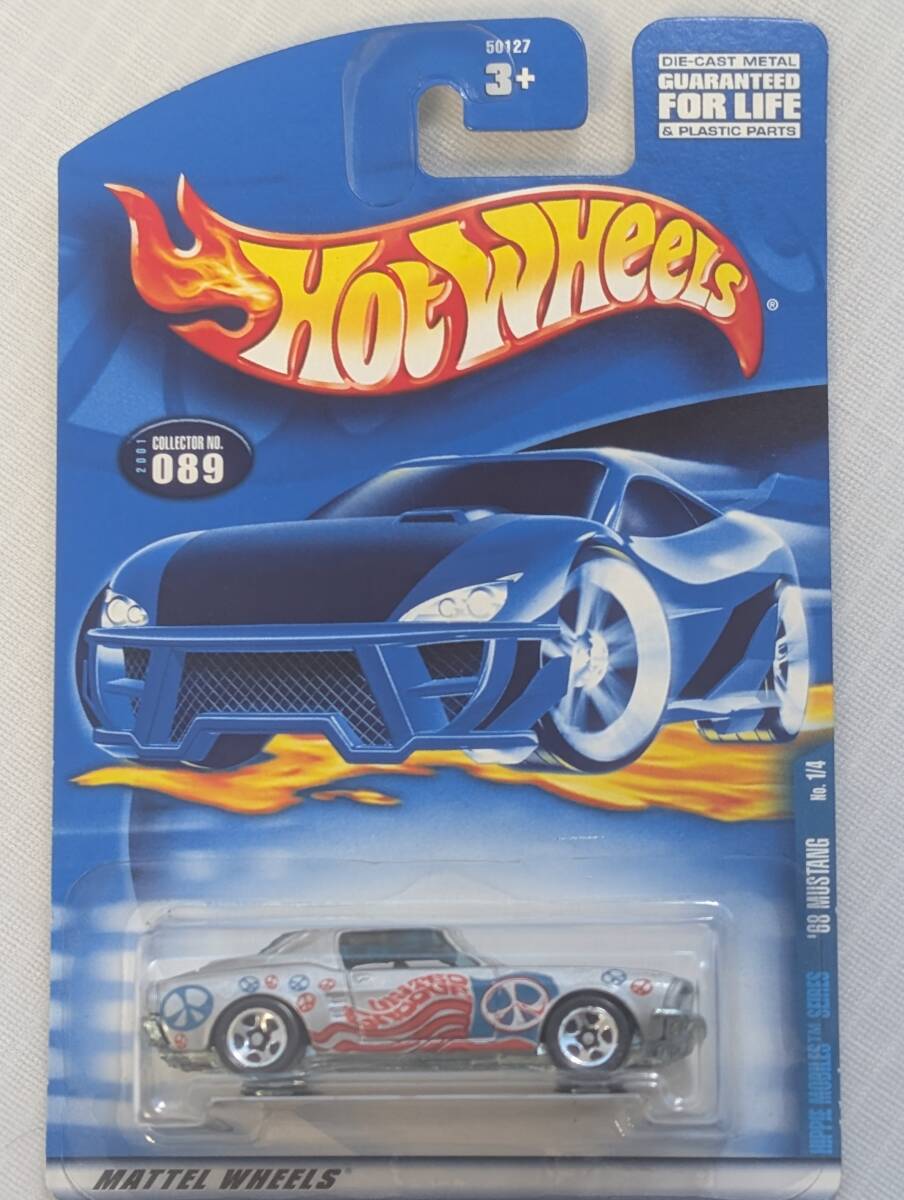 50127
3+
DIE-CAST METAL
GUARANTEED
FOR LIFE
& PLASTIC PARTS
HOT WHEELS®
2001
COLLECTOR NO.
089
HIPPIE MOBILES™ SERIES '68 MUSTANG No. 1/4
UNITED
MATTEL WHEELS